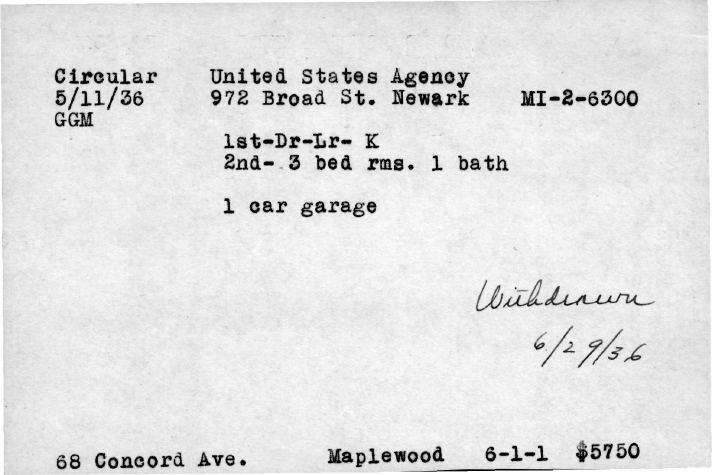 Circular United States Agency
5/11/36 972 Broad St. Newark MI-2-6300
GGM
1st-Dr-Lr- K
2nd- 3 bed rms. 1 bath
1 car garage
Withdrawn
6/29/36
68 Concord Ave. Maplewood 6-1-1 $5750